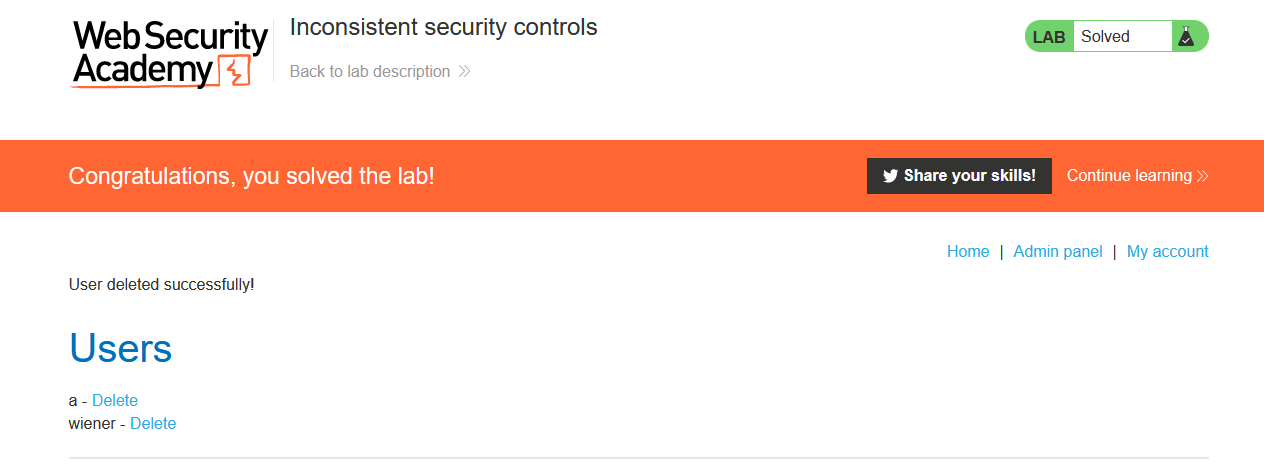 Web Security
Academy
Inconsistent security controls
Back to lab description
LAB Solved
Congratulations, you solved the lab!
Share your skills!
Continue learning
Home | Admin panel | My account
User deleted successfully!
Users
a - Delete
wiener - Delete